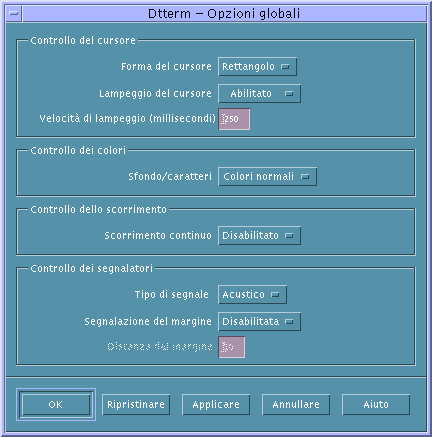 Dtterm – Opzioni globali
Controllo del cursore
Forma del cursore Rettangolo
Lampeggio del cursore Abilitato
Velocità di lampeggio (millisecondi) 250
Controllo dei colori
Sfondo/caratteri Colori normali
Controllo dello scorrimento
Scorrimento continuo Disabilitato
Controllo dei segnalatori
Tipo di segnale Acustico
Segnalazione del margine Disabilitata
Distanza dal margine
OK Ripristinare Applicare Annullare Aiuto